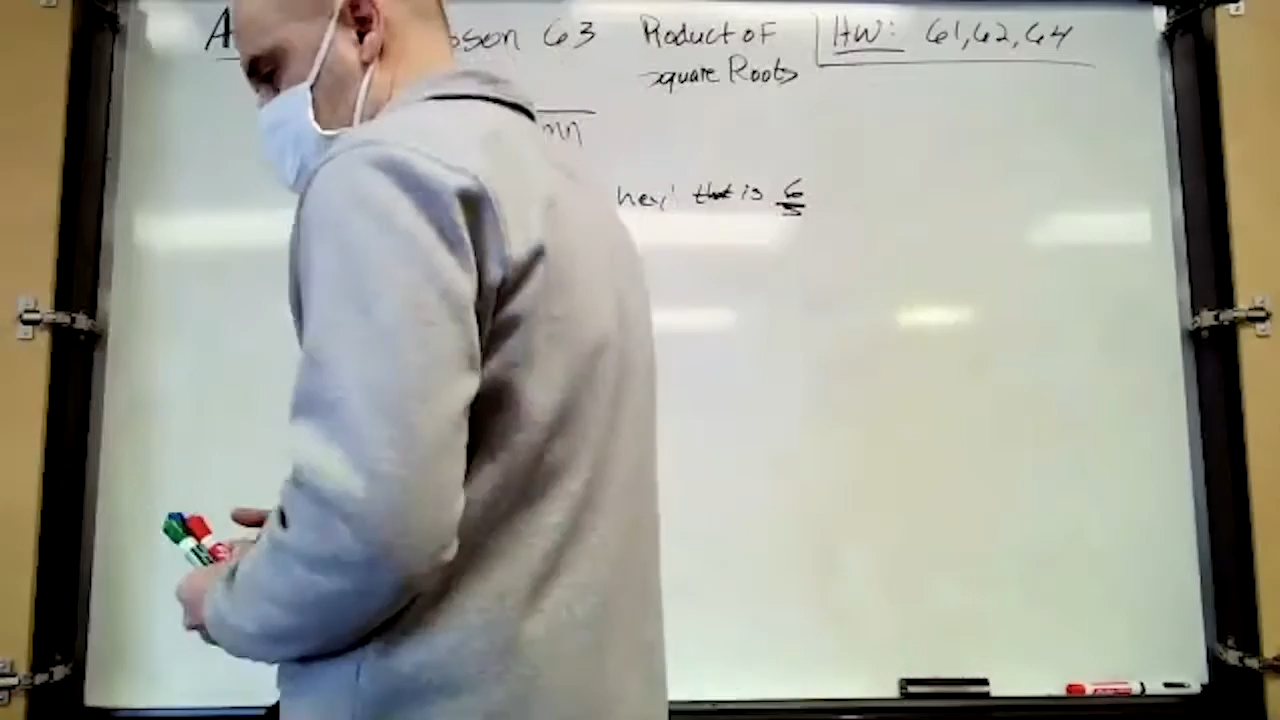 A sson 63 Product of HW: 61, 62, 64
Square Roots
mn
hey! that is 6/5